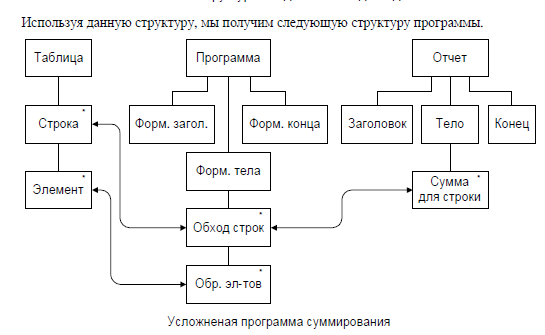 Используя данную структуру, мы получим следующую структуру программы.
Таблица
Программа
Отчет
Строка *
Форм. загол.
Форм. конца
Заголовок
Тело
Конец
Форм. тела
Элемент *
Сумма *
для строки
Обход строк *
Обр. эл-тов *
Усложненая программа суммирования